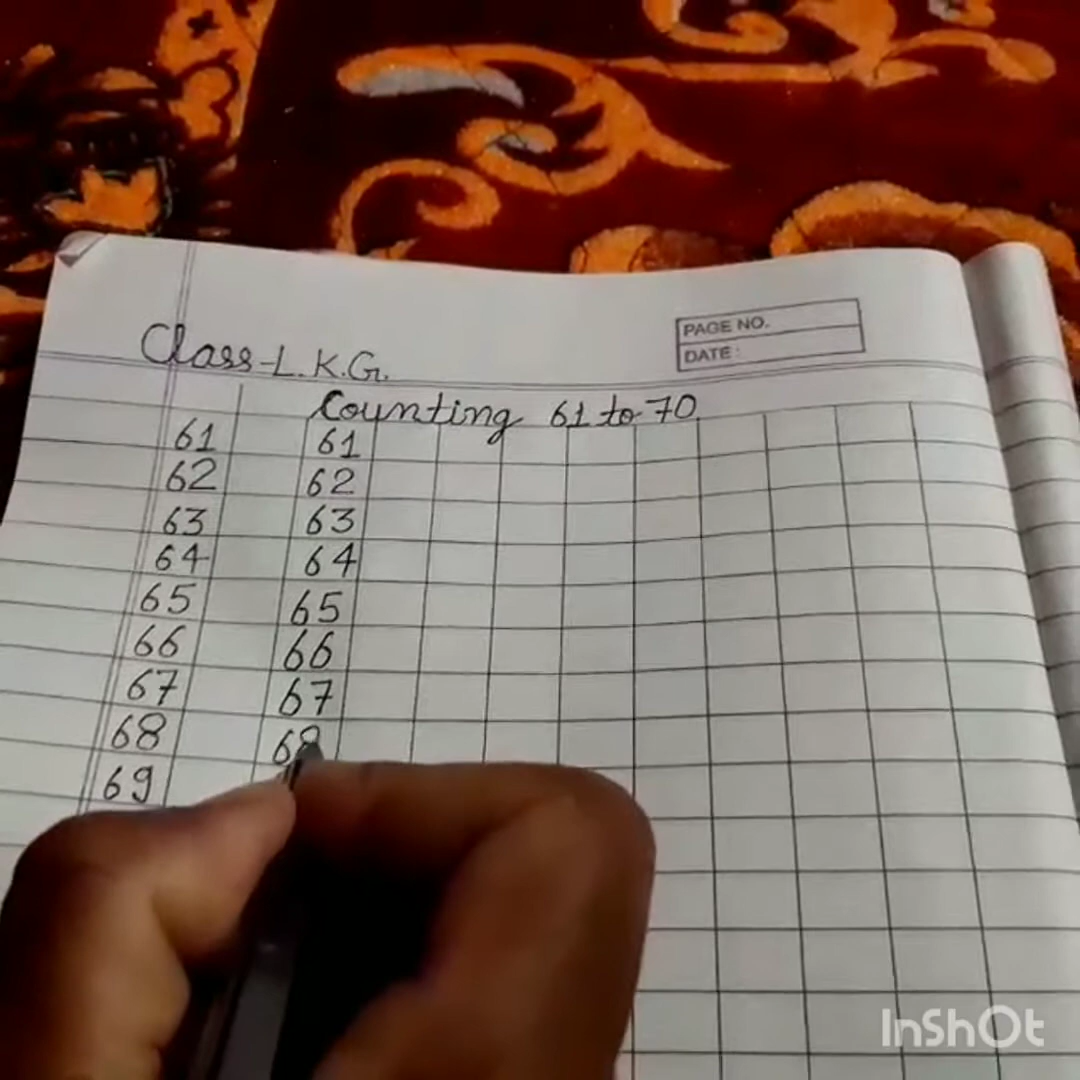 PAGE NO.
DATE:
Class-L.K.G.
Counting 61 to 70
61 61
62 62
63 63
64 64
65 65
66 66
67 67
68 68
69
InShOt